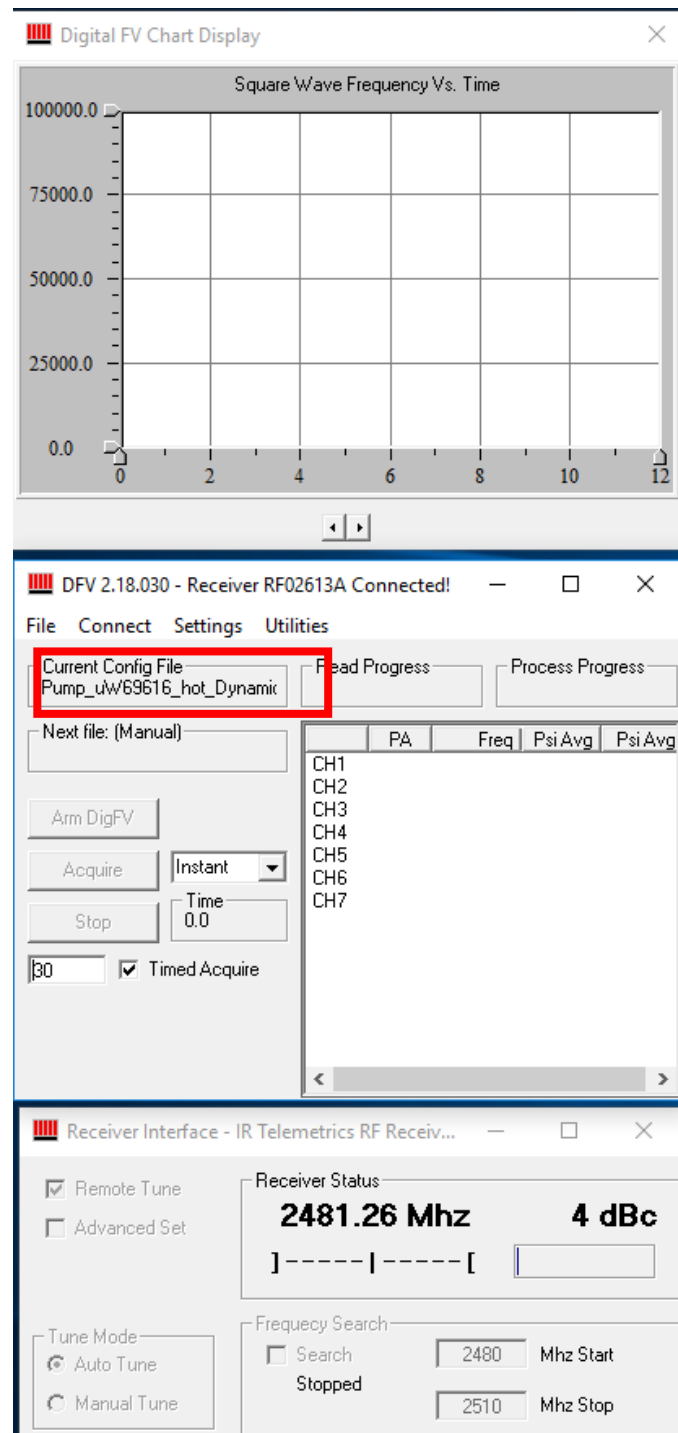 Digital FV Chart Display
Square Wave Frequency Vs. Time
100000.0
75000.0
50000.0
25000.0
0.0
0 2 4 6 8 10 12
DFV 2.18.030 - Receiver RF02613A Connected!
File Connect Settings Utilities
Current Config File Read Progress Process Progress
Pump_uW69616_hot_Dynamic
Next file: (Manual)
PA Freq Psi Avg Psi Avg
CH1
CH2
CH3
CH4
CH5
CH6
CH7
Arm DigFV
Acquire Instant
Stop Time
0.0
30 Timed Acquire
Receiver Interface - IR Telemetrics RF Receiv...
Remote Tune
Advanced Set
Receiver Status
2481.26 Mhz 4 dBc
]-----|-----[
Tune Mode
Auto Tune
Manual Tune
Frequecy Search
Search
Stopped
2480 Mhz Start
2510 Mhz Stop